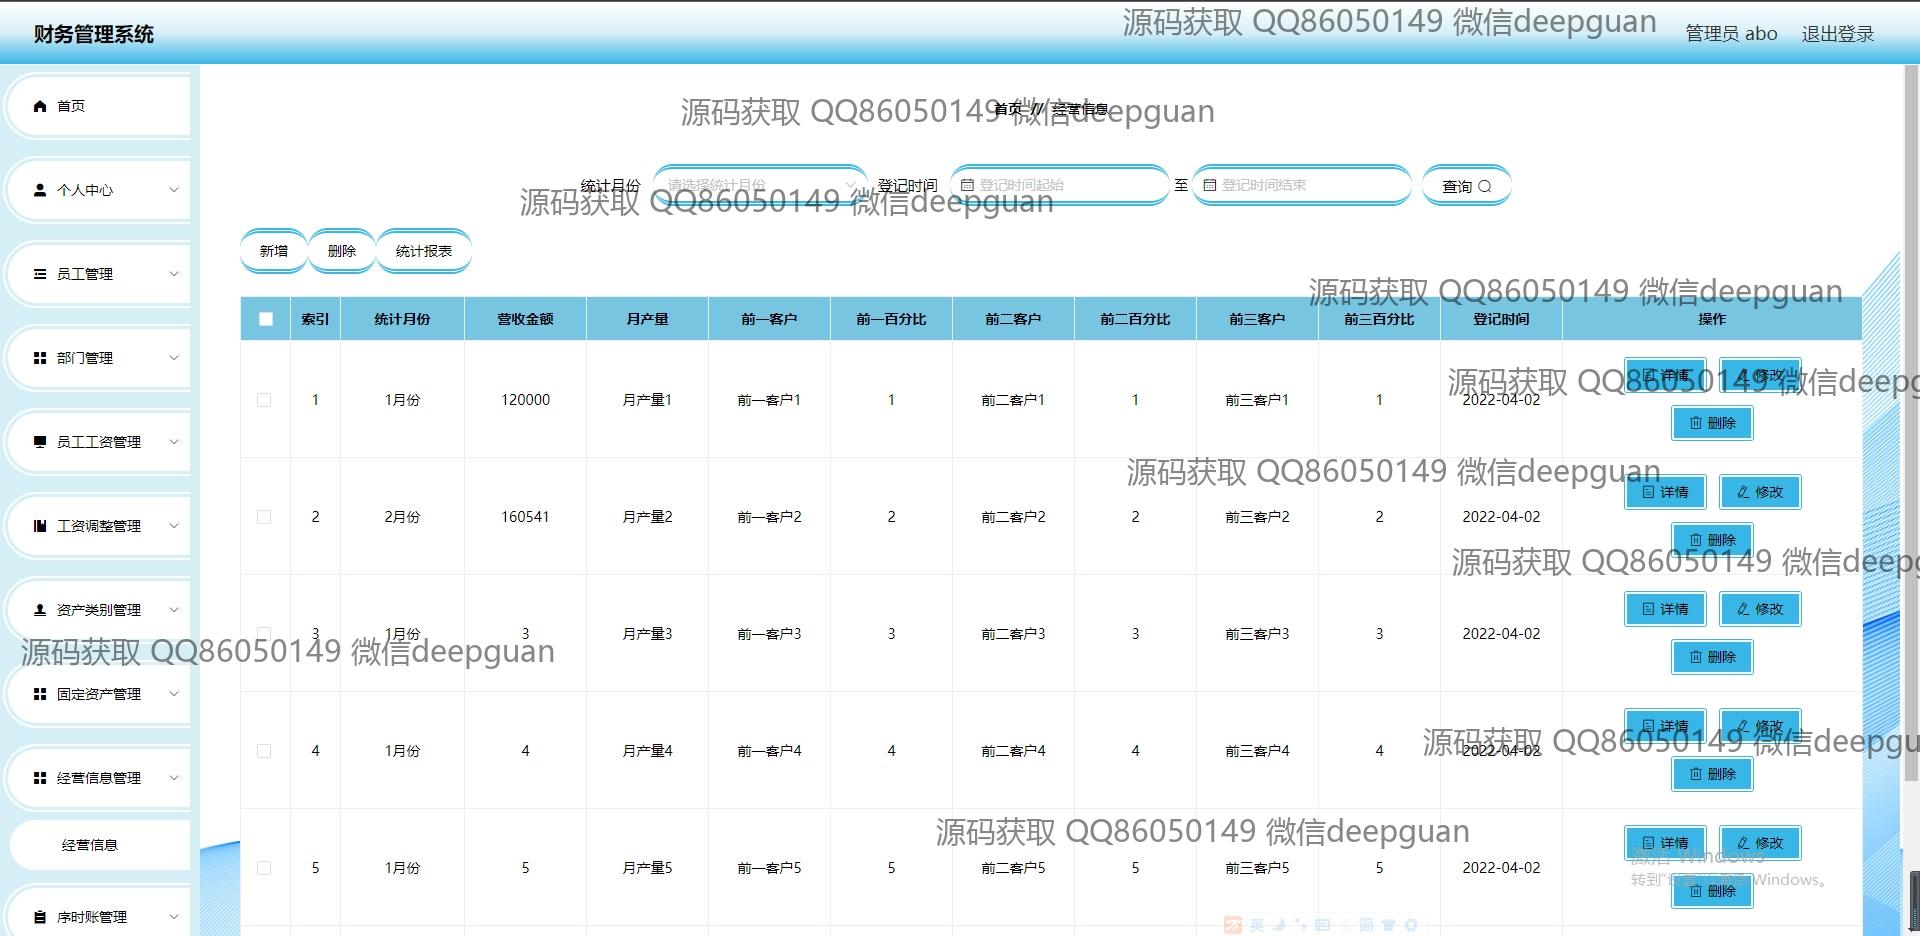 财务管理系统
源码获取 QQ86050149 微信deepguan
管理员 abo 退出登录
首页
个人中心
员工管理
部门管理
员工工资管理
工资调整管理
资产类别管理
固定资产管理
经营信息管理
经营信息
序时账管理
首页 // 经营信息
源码获取 QQ86050149 微信deepguan
统计月份 请选择统计月份 登记时间 登记时间起始 至 登记时间结束 查询
源码获取 QQ86050149 微信deepguan
新增 删除 统计报表
源码获取 QQ86050149 微信deepguan
索引 统计月份 营收金额 月产量 前一客户 前一百分比 前二客户 前二百分比 前三客户 前三百分比 登记时间 操作
1 1月份 120000 月产量1 前一客户1 1 前二客户1 1 前三客户1 1 2022-04-02 详情 修改
删除
源码获取 QQ86050149 微信deepg
源码获取 QQ86050149 微信deepguan
2 2月份 160541 月产量2 前一客户2 2 前二客户2 2 前三客户2 2 2022-04-02 详情 修改
删除
源码获取 QQ86050149 微信deepg
3 1月份 3 月产量3 前一客户3 3 前二客户3 3 前三客户3 3 2022-04-02 详情 修改
删除
源码获取 QQ86050149 微信deepguan
4 1月份 4 月产量4 前一客户4 4 前二客户4 4 前三客户4 4 2022-04-02 详情 修改
删除
源码获取 QQ86050149 微信deepgu
源码获取 QQ86050149 微信deepguan
5 1月份 5 月产量5 前一客户5 5 前二客户5 5 前三客户5 5 2022-04-02 详情 修改
删除
激活 Windows
转到"设置"以激活 Windows。
英 简